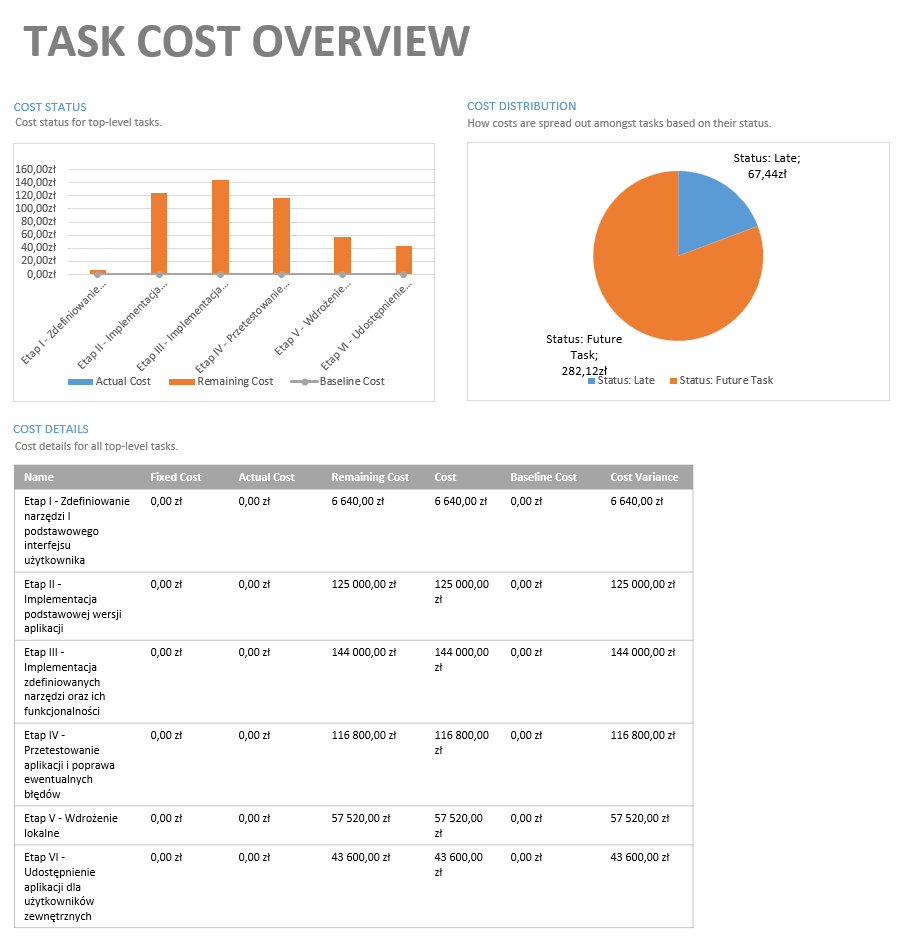 TASK COST OVERVIEW
COST STATUS
Cost status for top-level tasks.
160,00zł
140,00zł
120,00zł
100,00zł
80,00zł
60,00zł
40,00zł
20,00zł
0,00zł
Etap I - Zdefiniowanie...
Etap II - Implementacja...
Etap III - Implementacja...
Etap IV - Przetestowanie...
Etap V - Wdrożenie...
Etap VI - Udostępnienie...
Actual Cost Remaining Cost Baseline Cost
COST DISTRIBUTION
How costs are spread out amongst tasks based on their status.
Status: Late;
67,44zł
Status: Future
Task;
282,12zł
Status: Late Status: Future Task
COST DETAILS
Cost details for all top-level tasks.
Name Fixed Cost Actual Cost Remaining Cost Cost Baseline Cost Cost Variance
Etap I - Zdefiniowanie 0,00 zł 0,00 zł 6 640,00 zł 6 640,00 zł 0,00 zł 6 640,00 zł
narzędzi I
podstawowego
interfejsu
użytkownika
Etap II - 0,00 zł 0,00 zł 125 000,00 zł 125 000,00 0,00 zł 125 000,00 zł
Implementacja zł
podstawowej wersji
aplikacji
Etap III - 0,00 zł 0,00 zł 144 000,00 zł 144 000,00 0,00 zł 144 000,00 zł
Implementacja zł
zdefiniowanych
narzędzi oraz ich
funkcjonalności
Etap IV - 0,00 zł 0,00 zł 116 800,00 zł 116 800,00 0,00 zł 116 800,00 zł
Przetestowanie zł
aplikacji i poprawa
ewentualnych
błędów
Etap V - Wdrożenie 0,00 zł 0,00 zł 57 520,00 zł 57 520,00 0,00 zł 57 520,00 zł
lokalne zł
Etap VI - 0,00 zł 0,00 zł 43 600,00 zł 43 600,00 0,00 zł 43 600,00 zł
Udostępnienie zł
aplikacji dla
użytkowników
zewnętrznych